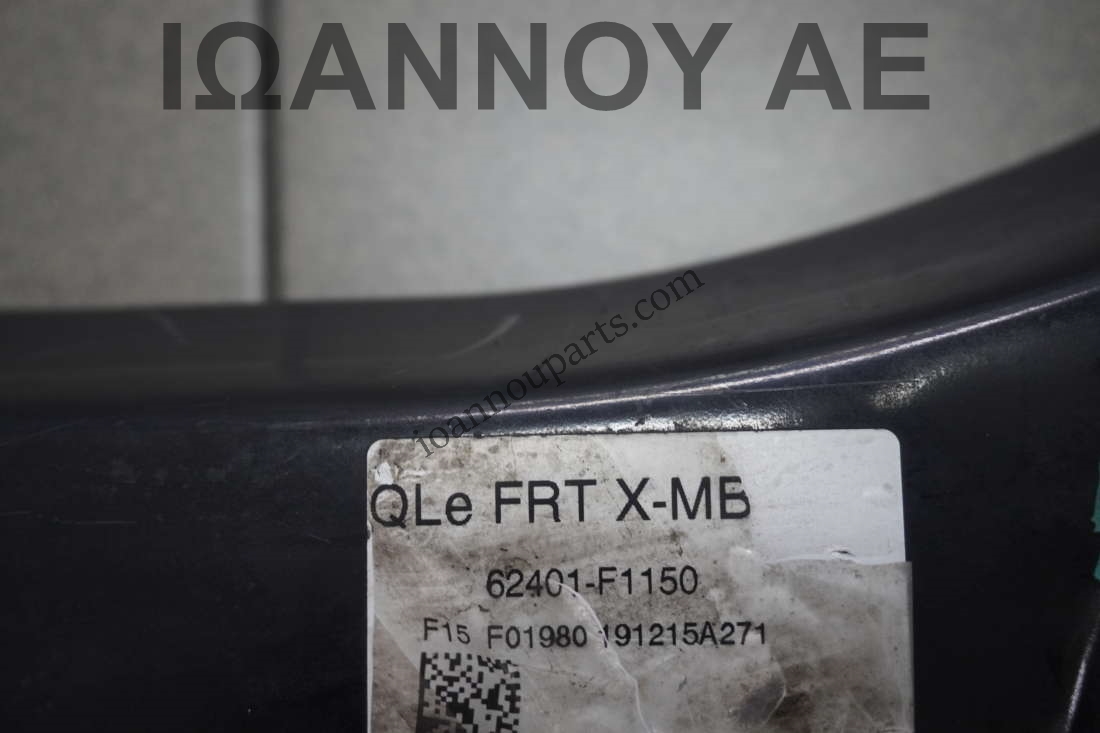 ΙΩΑΝΝΟΥ ΑΕ
ioannouparts.com
QLe FRT X-MB
62401-F1150
F15 F01980 191215A271